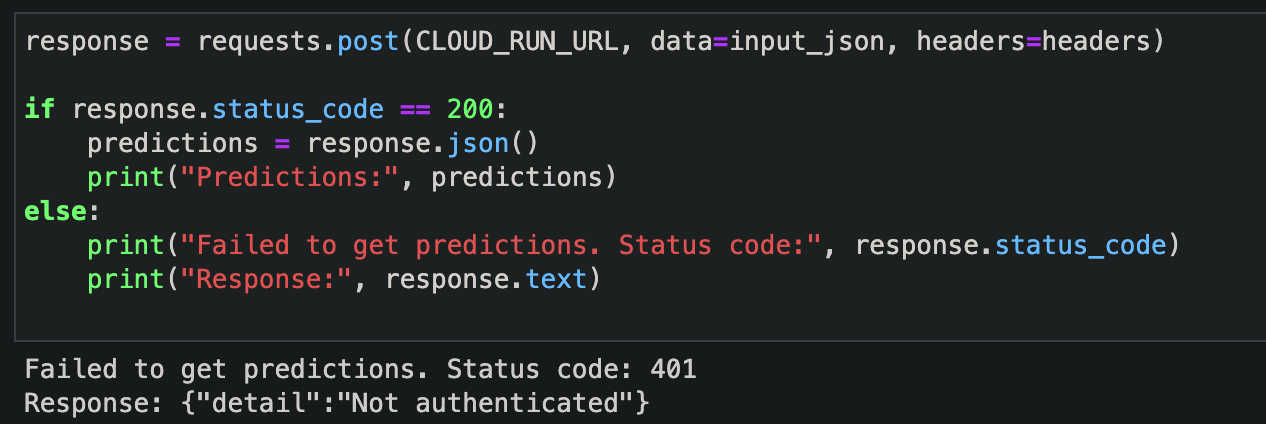 response = requests.post(CLOUD_RUN_URL, data=input_json, headers=headers)
if response.status_code == 200:
    predictions = response.json()
    print("Predictions:", predictions)
else:
    print("Failed to get predictions. Status code:", response.status_code)
    print("Response:", response.text)
Failed to get predictions. Status code: 401
Response: {"detail":"Not authenticated"}